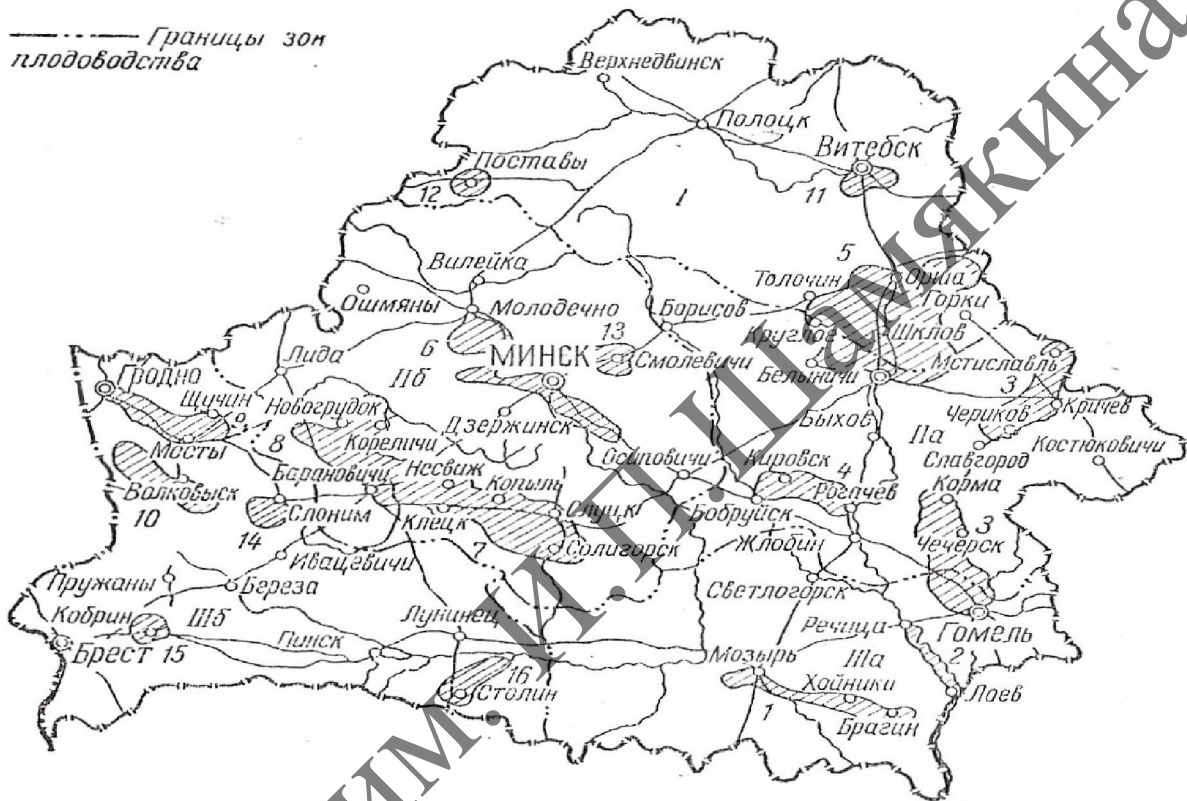 Границы зон
плодоводства
Верхнедвинск
Полоцк
Витебск
Поставы
12
11
I
Вилейка
5
Толочин
Орша
Ошмяны
Молодечно
Борисов
Горки
Круглое
Шклов
13
6
МИНСК
Смолевичи
Лида
Мстиславль
Белыничи
Гродно
IIб
3
Щучин
Новогрудок
Чериков
Кричев
Дзержинск
Быхов
Кореличи
IIа
Мосты
Костюковичи
8
Осиповичи
Кировск
Славгород
Несвиж
4
Барановичи
Корма
Волковыск
Копыль
Рогачев
10
Слоним
Клецк
Слуцк
Бобруйск
3
14
Жлобин
Чечерск
7
Солигорск
Ивацевичи
Пружаны
Береза
Светлогорск
Кобрин
IIIб
Лунинец
Речица
Гомель
Пинск
Брест
15
Мозырь
IIIа
2
16
Хойники
Столин
Лоев
1
Брагин
им. И.П. Шамякина